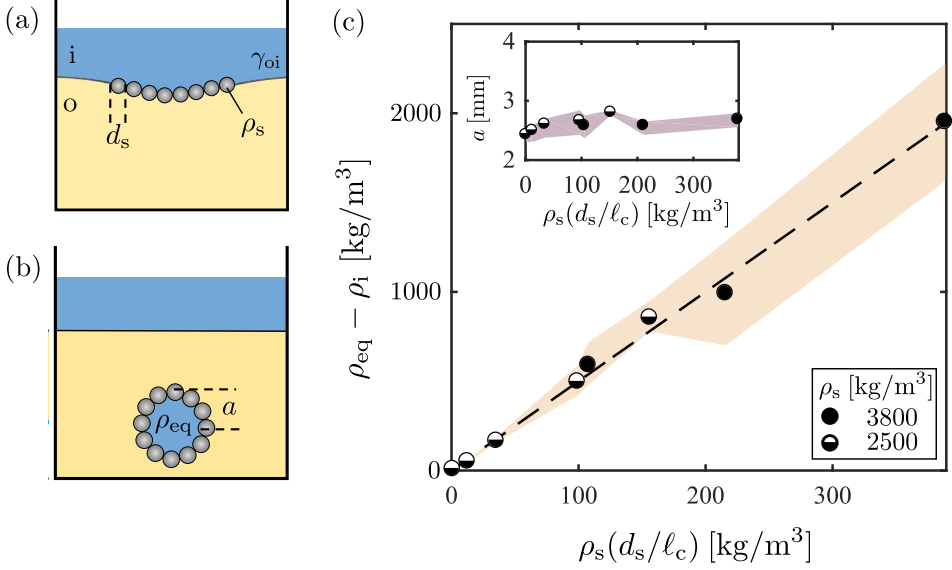 (a)
i
γoi
o
ds
ρs
(b)
ρeq
a
(c)
ρeq − ρi [kg/m³]
2000
1000
0
0
100
200
300
ρs(ds/ℓc) [kg/m³]
a [mm]
4
3
2
0
100
200
300
ρs(ds/ℓc) [kg/m³]
ρs [kg/m³]
3800
2500